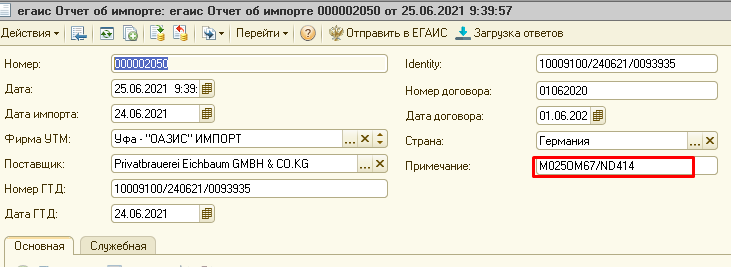 егаис Отчет об импорте: егаис Отчет об импорте 000002050 от 25.06.2021 9:39:57
Действия Перейти ? Отправить в ЕГАИС Загрузка ответов
Номер: 000002050
Identity: 10009100/240621/0093935
Дата: 25.06.2021 9:39:
Номер договора: 01062020
Дата импорта: 24.06.2021
Дата договора: 01.06.202
Фирма УТМ: Уфа - "ОАЗИС" ИМПОРТ
Страна: Германия
Поставщик: Privatbrauerei Eichbaum GMBH & CO.KG
Примечание: M025OM67/ND414
Номер ГТД: 10009100/240621/0093935
Дата ГТД: 24.06.2021
Основная Служебная